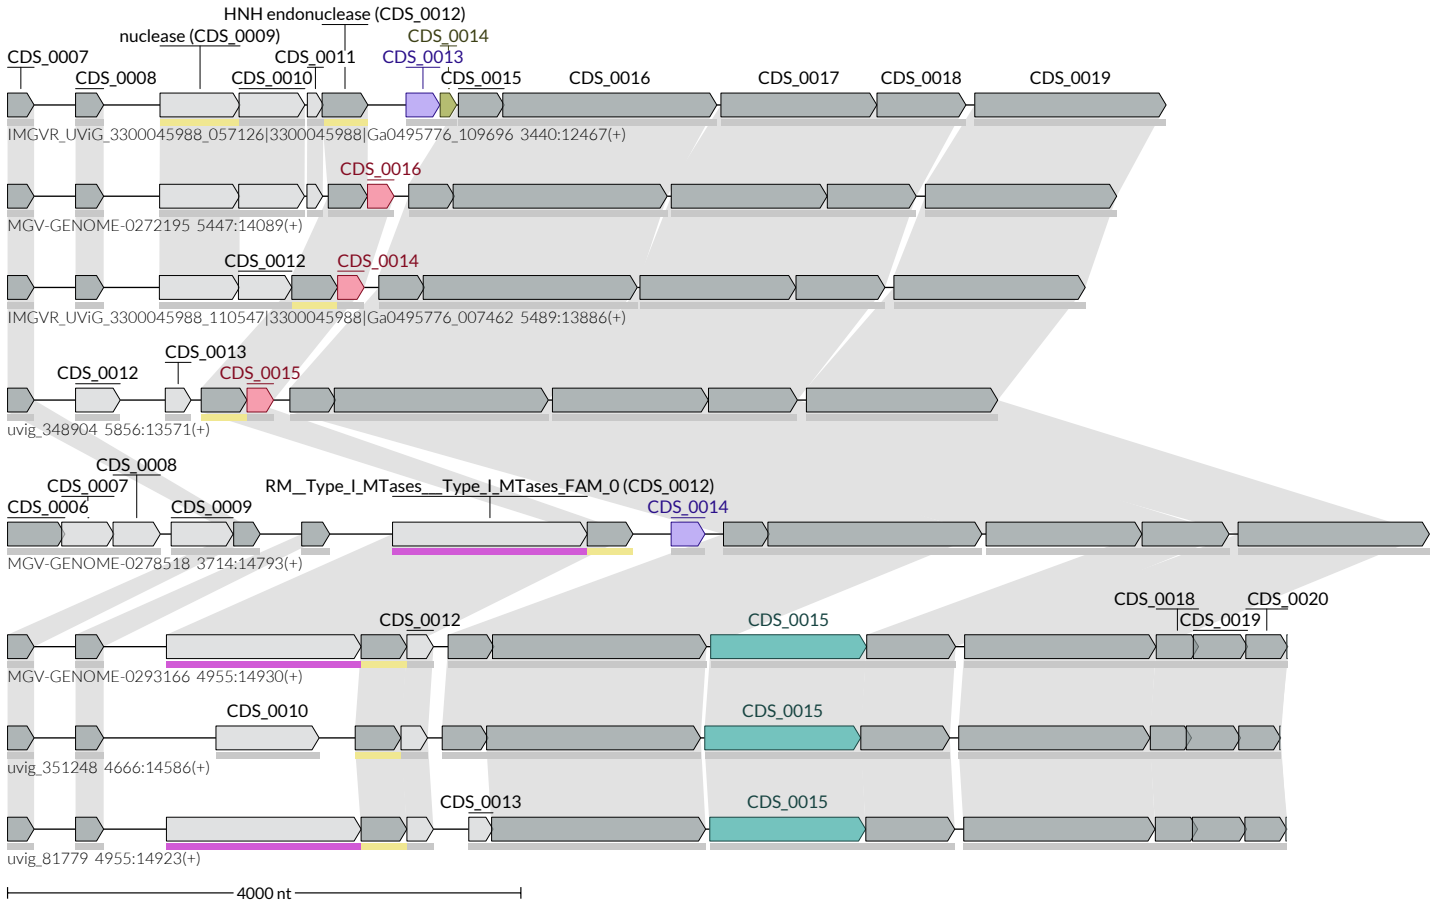 HNH endonuclease (CDS_0012)
nuclease (CDS_0009) CDS_0014
CDS_0007 CDS_0011 CDS_0013
CDS_0008 CDS_0010 CDS_0015 CDS_0016 CDS_0017 CDS_0018 CDS_0019
IMGVR_UViG_3300045988_057126|3300045988|Ga0495776_109696 3440:12467(+)
CDS_0016
MGV-GENOME-0272195 5447:14089(+)
CDS_0012 CDS_0014
IMGVR_UViG_3300045988_110547|3300045988|Ga0495776_007462 5489:13886(+)
CDS_0013
CDS_0012 CDS_0015
uvig_348904 5856:13571(+)
CDS_0008
CDS_0007 RM__Type_I_MTases__Type_I_MTases_FAM_0 (CDS_0012)
CDS_0006 CDS_0009 CDS_0014
MGV-GENOME-0278518 3714:14793(+)
CDS_0018 CDS_0020
CDS_0012 CDS_0015 CDS_0019
MGV-GENOME-0293166 4955:14930(+)
CDS_0010 CDS_0015
uvig_351248 4666:14586(+)
CDS_0013 CDS_0015
uvig_81779 4955:14923(+)
4000 nt